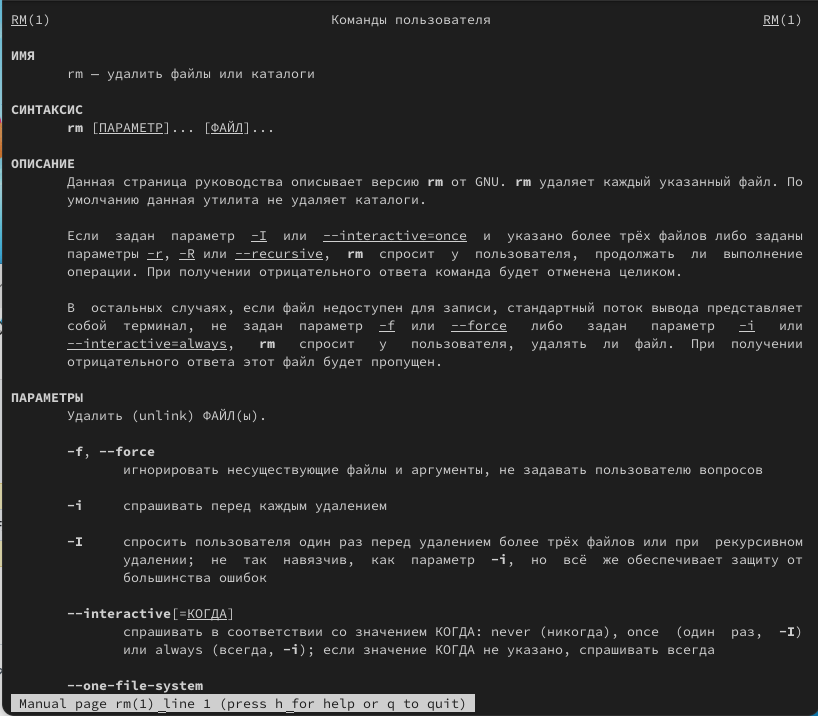 RM(1) Команды пользователя RM(1)
ИМЯ
rm — удалить файлы или каталоги
СИНТАКСИС
rm [ПАРАМЕТР]... [ФАЙЛ]...
ОПИСАНИЕ
Данная страница руководства описывает версию rm от GNU. rm удаляет каждый указанный файл. По
умолчанию данная утилита не удаляет каталоги.
Если задан параметр -I или --interactive=once и указано более трёх файлов либо заданы
параметры -r, -R или --recursive, rm спросит у пользователя, продолжать ли выполнение
операции. При получении отрицательного ответа команда будет отменена целиком.
В остальных случаях, если файл недоступен для записи, стандартный поток вывода представляет
собой терминал, не задан параметр -f или --force либо задан параметр -i или
--interactive=always, rm спросит у пользователя, удалять ли файл. При получении
отрицательного ответа этот файл будет пропущен.
ПАРАМЕТРЫ
Удалить (unlink) ФАЙЛ(ы).
-f, --force
игнорировать несуществующие файлы и аргументы, не задавать пользователю вопросов
-i спрашивать перед каждым удалением
-I спросить пользователя один раз перед удалением более трёх файлов или при рекурсивном
удалении; не так навязчив, как параметр -i, но всё же обеспечивает защиту от
большинства ошибок
--interactive[=КОГДА]
спрашивать в соответствии со значением КОГДА: never (никогда), once (один раз, -I)
или always (всегда, -i); если значение КОГДА не указано, спрашивать всегда
--one-file-system
Manual page rm(1) line 1 (press h for help or q to quit)